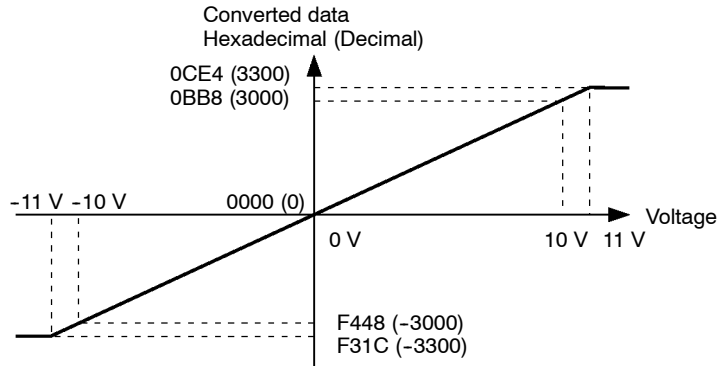 Converted data
Hexadecimal (Decimal)
0CE4 (3300)
0BB8 (3000)
-11 V -10 V
0000 (0)
Voltage
0 V
10 V 11 V
F448 (-3000)
F31C (-3300)